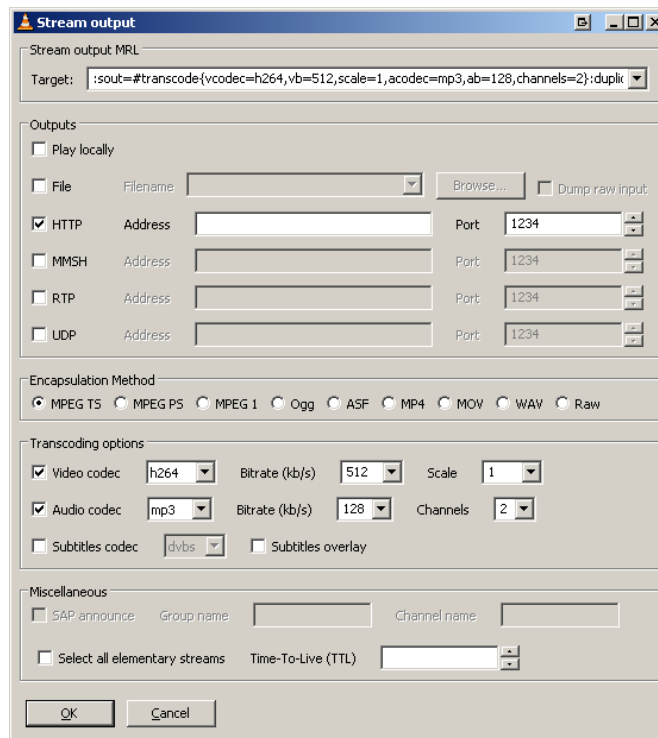 Stream output
Stream output MRL
Target: :sout=#transcode{vcodec=h264,vb=512,scale=1,acodec=mp3,ab=128,channels=2}:duplic
Outputs
Play locally
File Filename Browse... Dump raw input
HTTP Address Port 1234
MMSH Address Port 1234
RTP Address Port 1234
UDP Address Port 1234
Encapsulation Method
MPEG TS MPEG PS MPEG 1 Ogg ASF MP4 MOV WAV Raw
Transcoding options
Video codec h264 Bitrate (kb/s) 512 Scale 1
Audio codec mp3 Bitrate (kb/s) 128 Channels 2
Subtitles codec dvbs Subtitles overlay
Miscellaneous
SAP announce Group name Channel name
Select all elementary streams Time-To-Live (TTL)
OK Cancel